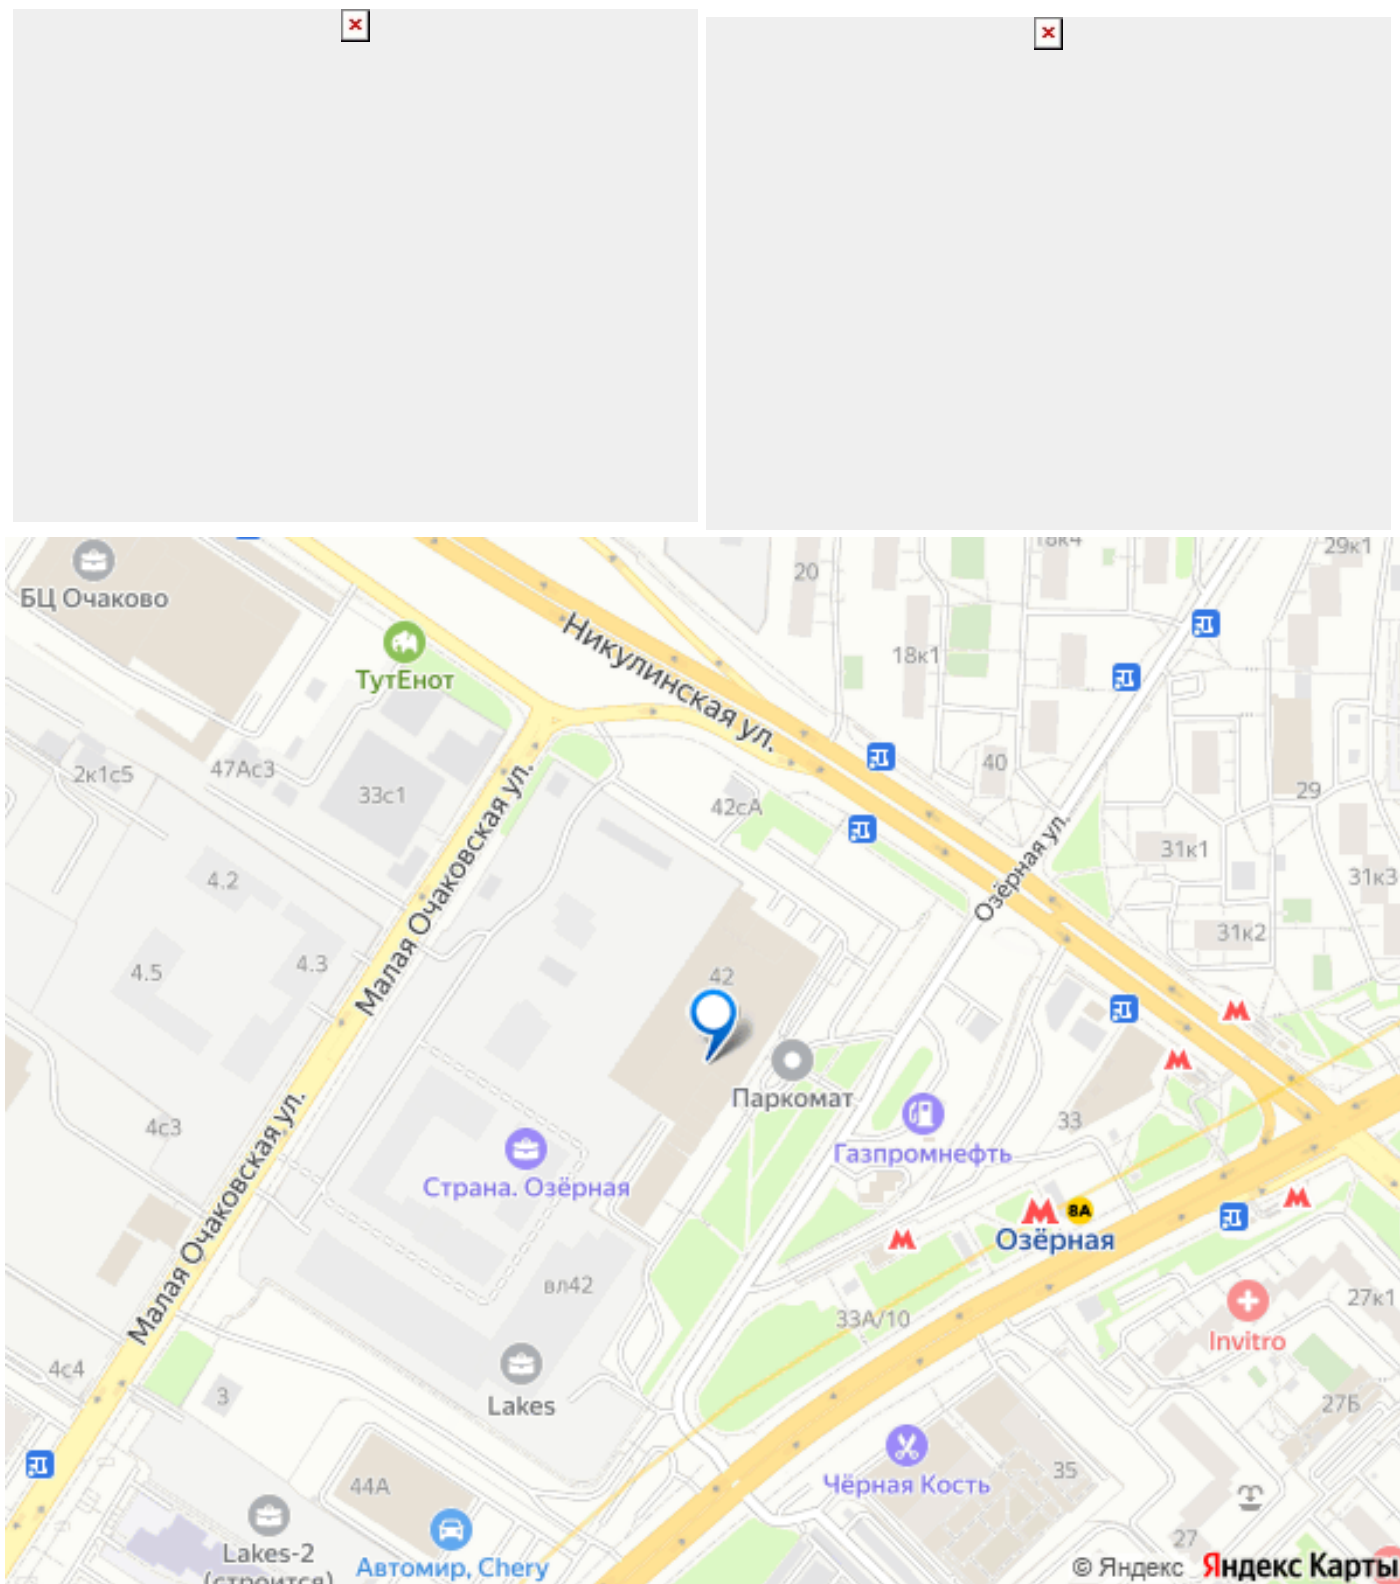 18к4
29к1
20
БЦ Очаково
Никулинская ул.
18к1
ТутЕнот
40
2к1с5
47Ас3
33с1
42сА
29
Озёрная ул.
31к1
31к3
4.2
Малая Очаковская ул.
31к2
4.5
4.3
42
Паркомат
4с3
33
Газпромнефть
Страна. Озёрная
8А
Озёрная
Малая Очаковская ул.
вл42
33А/10
27к1
Invitro
4с4
3
Lakes
27Б
Чёрная Кость
35
44А
Lakes-2
(строится)
Автомир, Chery
27
© Яндекс Яндекс Карты